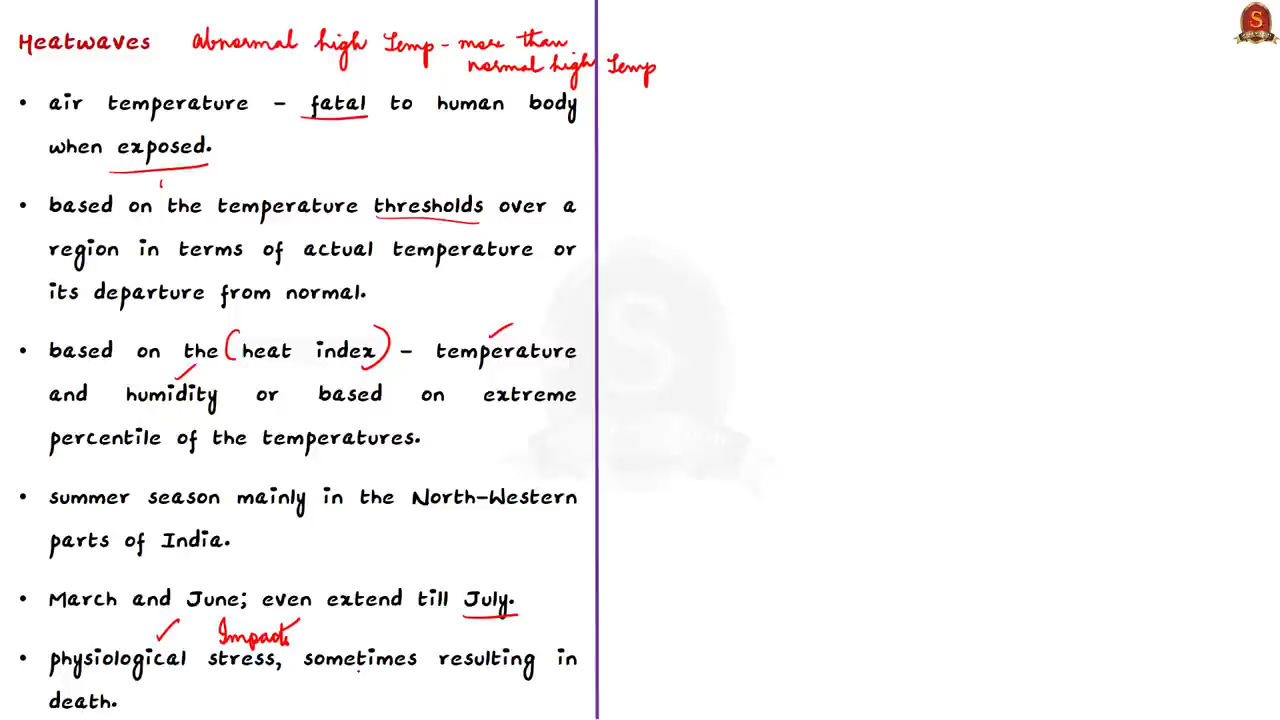 Heatwaves abnormal high Temp - more than
normal high Temp
• air temperature - fatal to human body
when exposed.
• based on the temperature thresholds over a
region in terms of actual temperature or
its departure from normal.
• based on the (heat index) - temperature
and humidity or based on extreme
percentile of the temperatures.
• summer season mainly in the North-Western
parts of India.
• March and June; even extend till July.
Impacts
• physiological stress, sometimes resulting in
death.
S